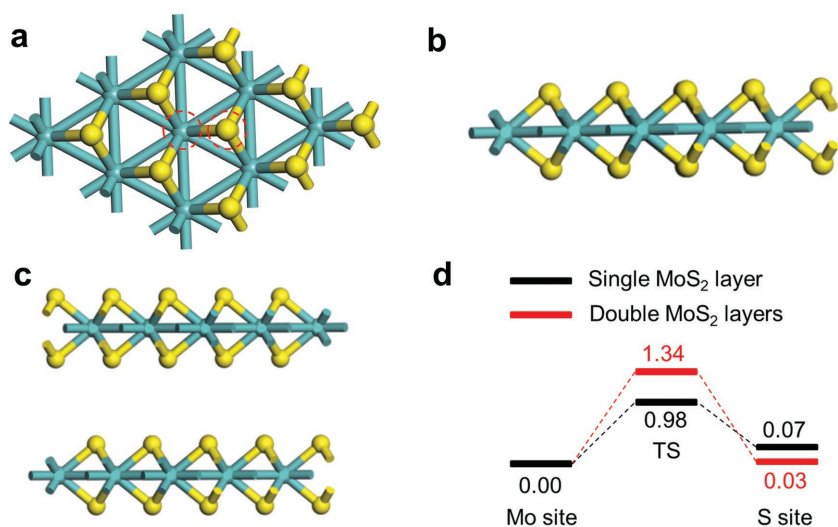 a
b
c
d
Single MoS₂ layer
Double MoS₂ layers
1.34
0.98
TS
0.07
0.00
0.03
Mo site
S site